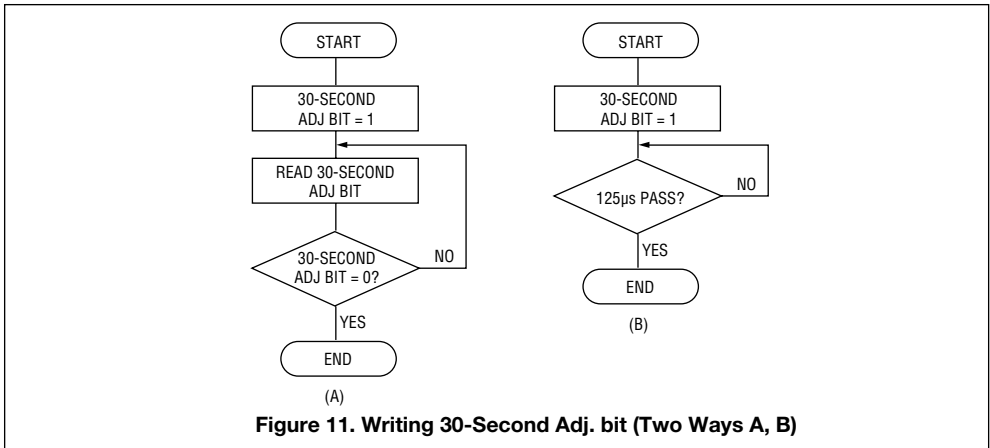 START
30-SECOND
ADJ BIT = 1
READ 30-SECOND
ADJ BIT
30-SECOND
ADJ BIT = 0?
NO
YES
END
(A)
START
30-SECOND
ADJ BIT = 1
125µs PASS?
NO
YES
END
(B)
Figure 11. Writing 30-Second Adj. bit (Two Ways A, B)